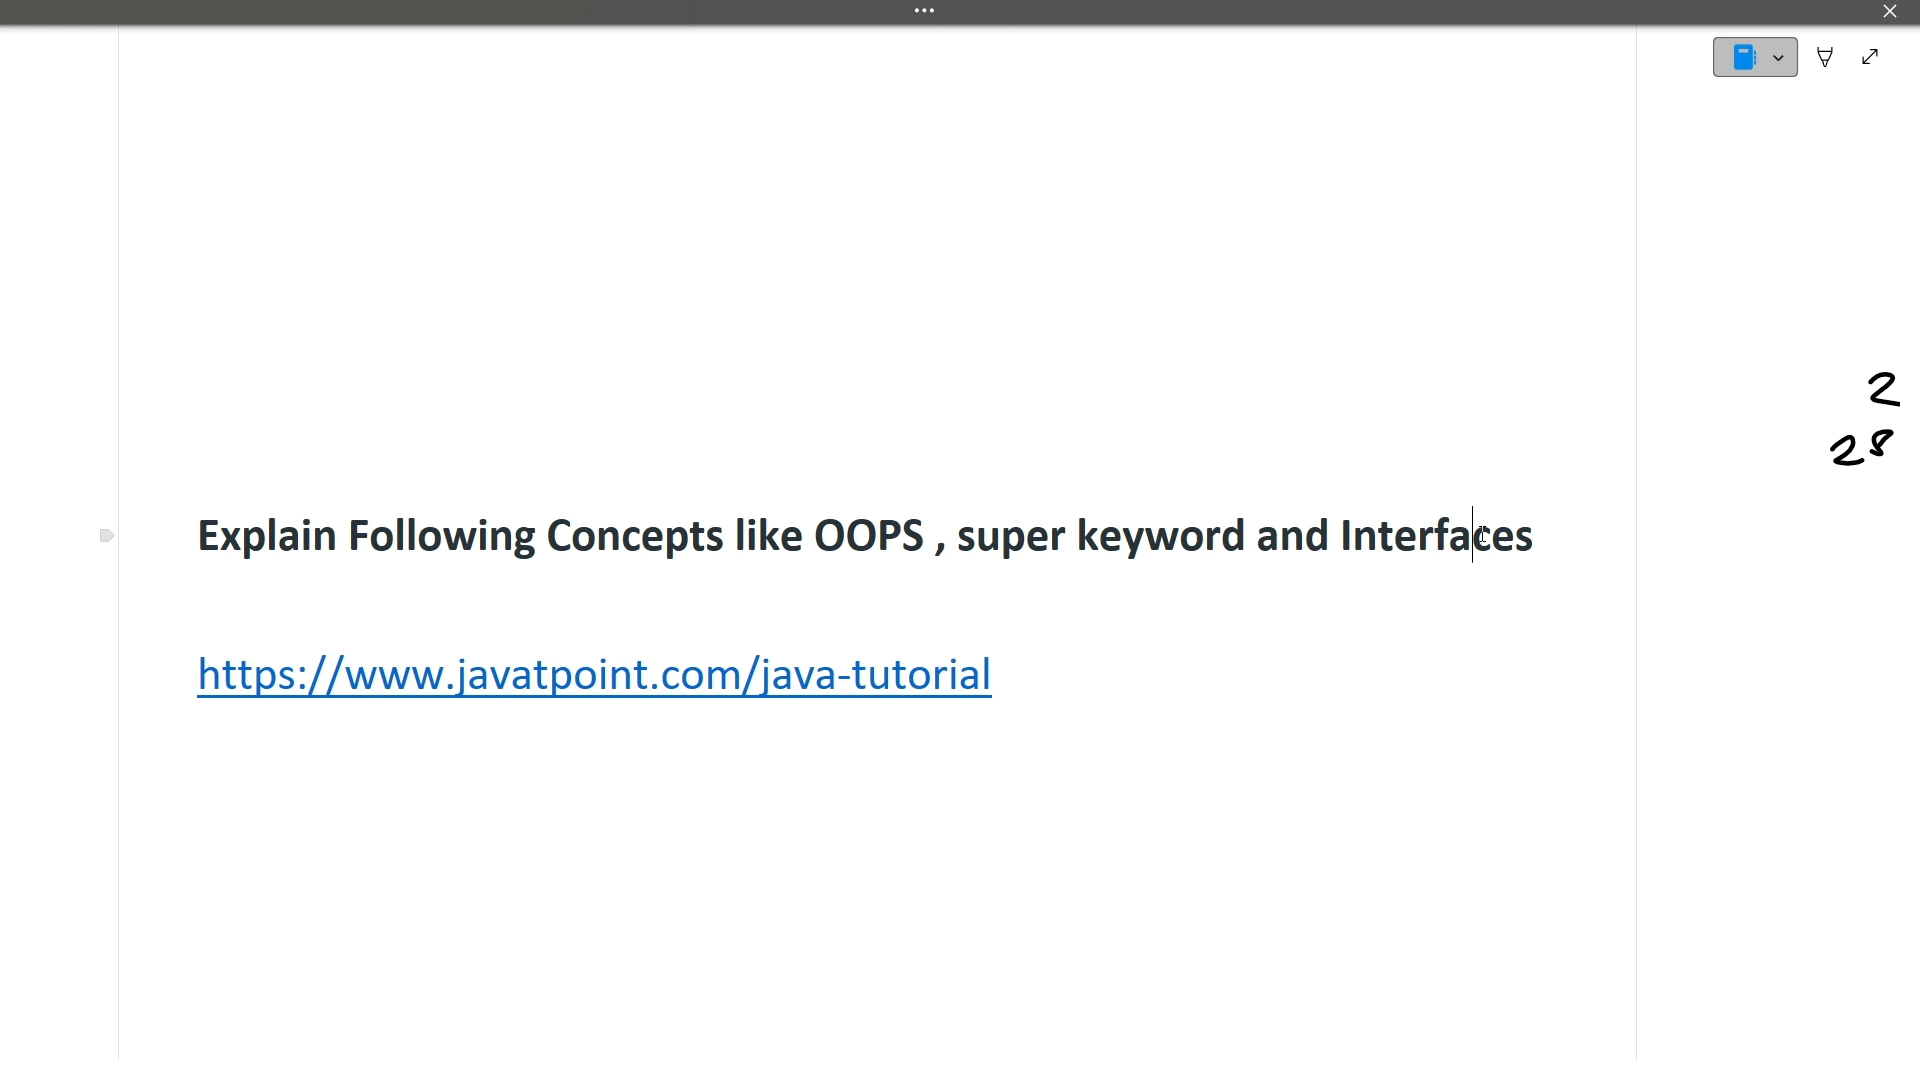 2
28
Explain Following Concepts like OOPS , super keyword and Interfaces
https://www.javatpoint.com/java-tutorial